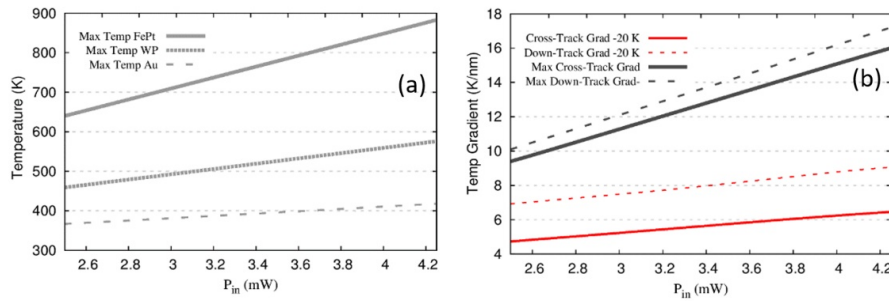 900
800
700
600
500
400
300
Temperature (K)
Max Temp FePt
Max Temp WP
Max Temp Au
(a)
2.6 2.8 3 3.2 3.4 3.6 3.8 4 4.2
P_in (mW)
18
16
14
12
10
8
6
4
Temp Gradient (K/nm)
Cross-Track Grad -20 K
Down-Track Grad -20 K
Max Cross-Track Grad
Max Down-Track Grad-
(b)
2.6 2.8 3 3.2 3.4 3.6 3.8 4 4.2
P_in (mW)